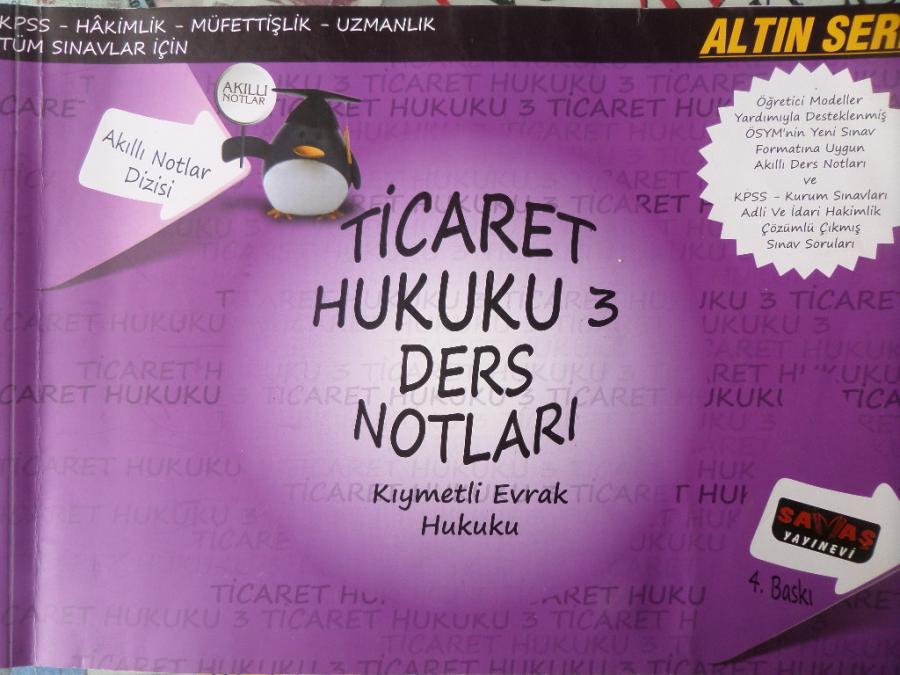 KPSS - HÂKİMLİK - MÜFETTİŞLİK - UZMANLIK
TÜM SINAVLAR İÇİN
ALTIN SERİ
AKILLI
NOTLAR
Akıllı Notlar
Dizisi
Öğretici Modeller
Yardımıyla Desteklenmiş
ÖSYM'nin Yeni Sınav
Formatına Uygun
Akıllı Ders Notları
ve
KPSS - Kurum Sınavları
Adli Ve İdari Hakimlik
Çözümlü Çıkmış
Sınav Soruları
TİCARET
HUKUKU 3
DERS
NOTLARI
Kıymetli Evrak
Hukuku
SAVAŞ
YAYINEVİ
4. Baskı